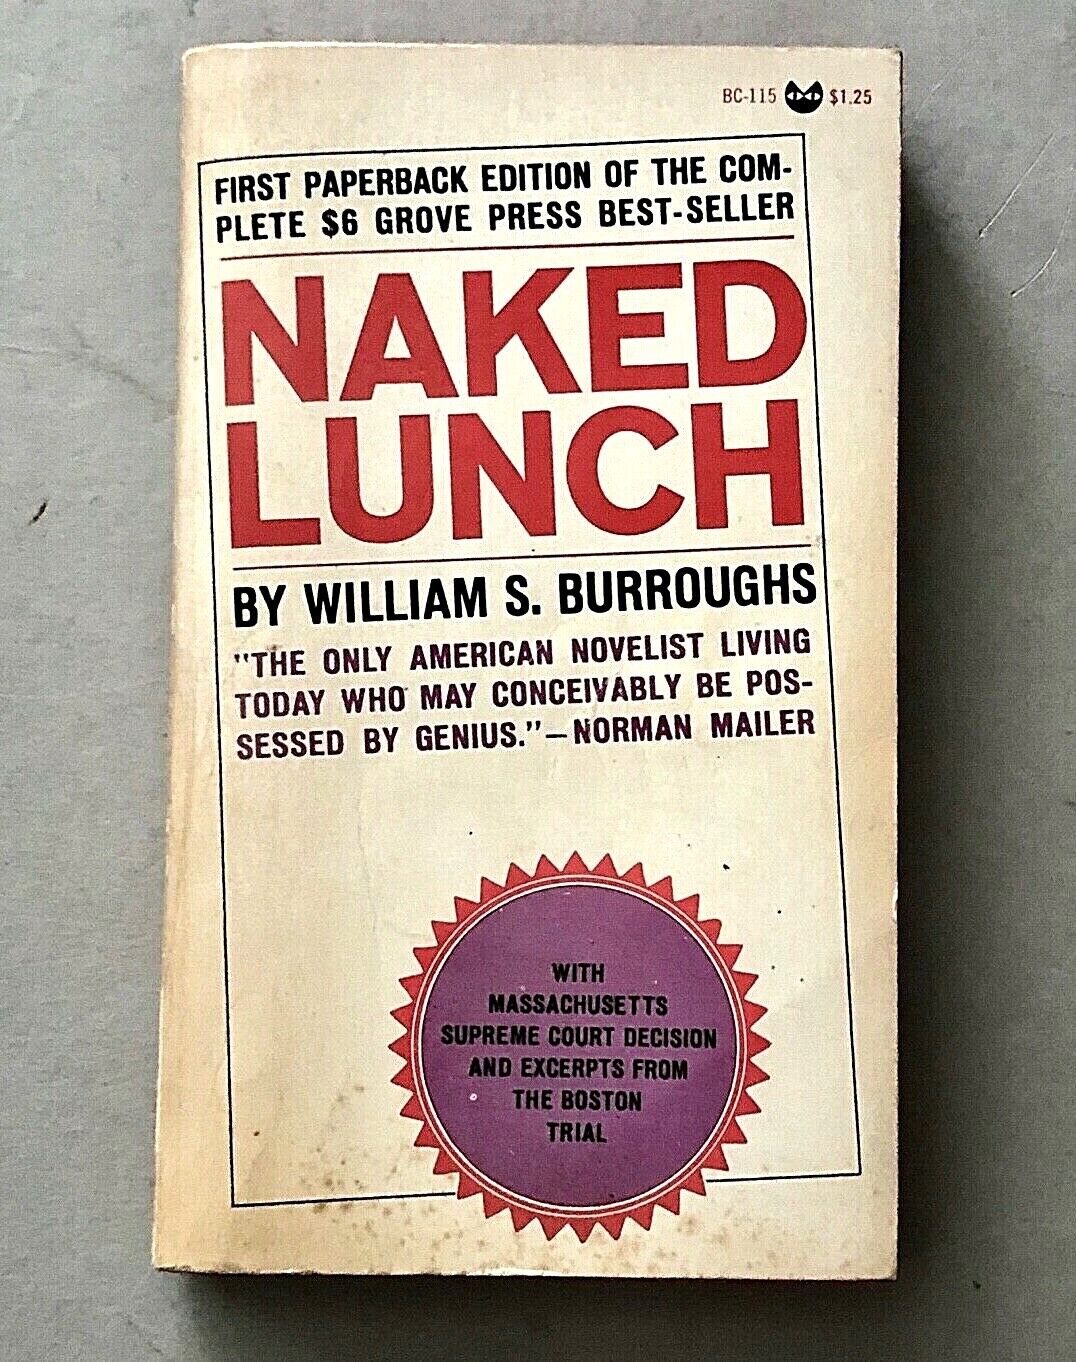 BC-115 $1.25
FIRST PAPERBACK EDITION OF THE COM-
PLETE $6 GROVE PRESS BEST-SELLER
NAKED
LUNCH
BY WILLIAM S. BURROUGHS
"THE ONLY AMERICAN NOVELIST LIVING
TODAY WHO MAY CONCEIVABLY BE POS-
SESSED BY GENIUS."—NORMAN MAILER
WITH
MASSACHUSETTS
SUPREME COURT DECISION
AND EXCERPTS FROM
THE BOSTON
TRIAL